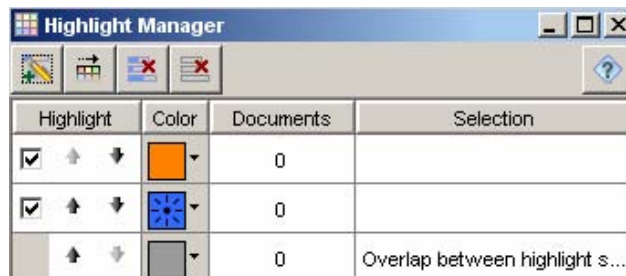 Highlight Manager
Highlight Color Documents Selection
0
0
0 Overlap between highlight s...